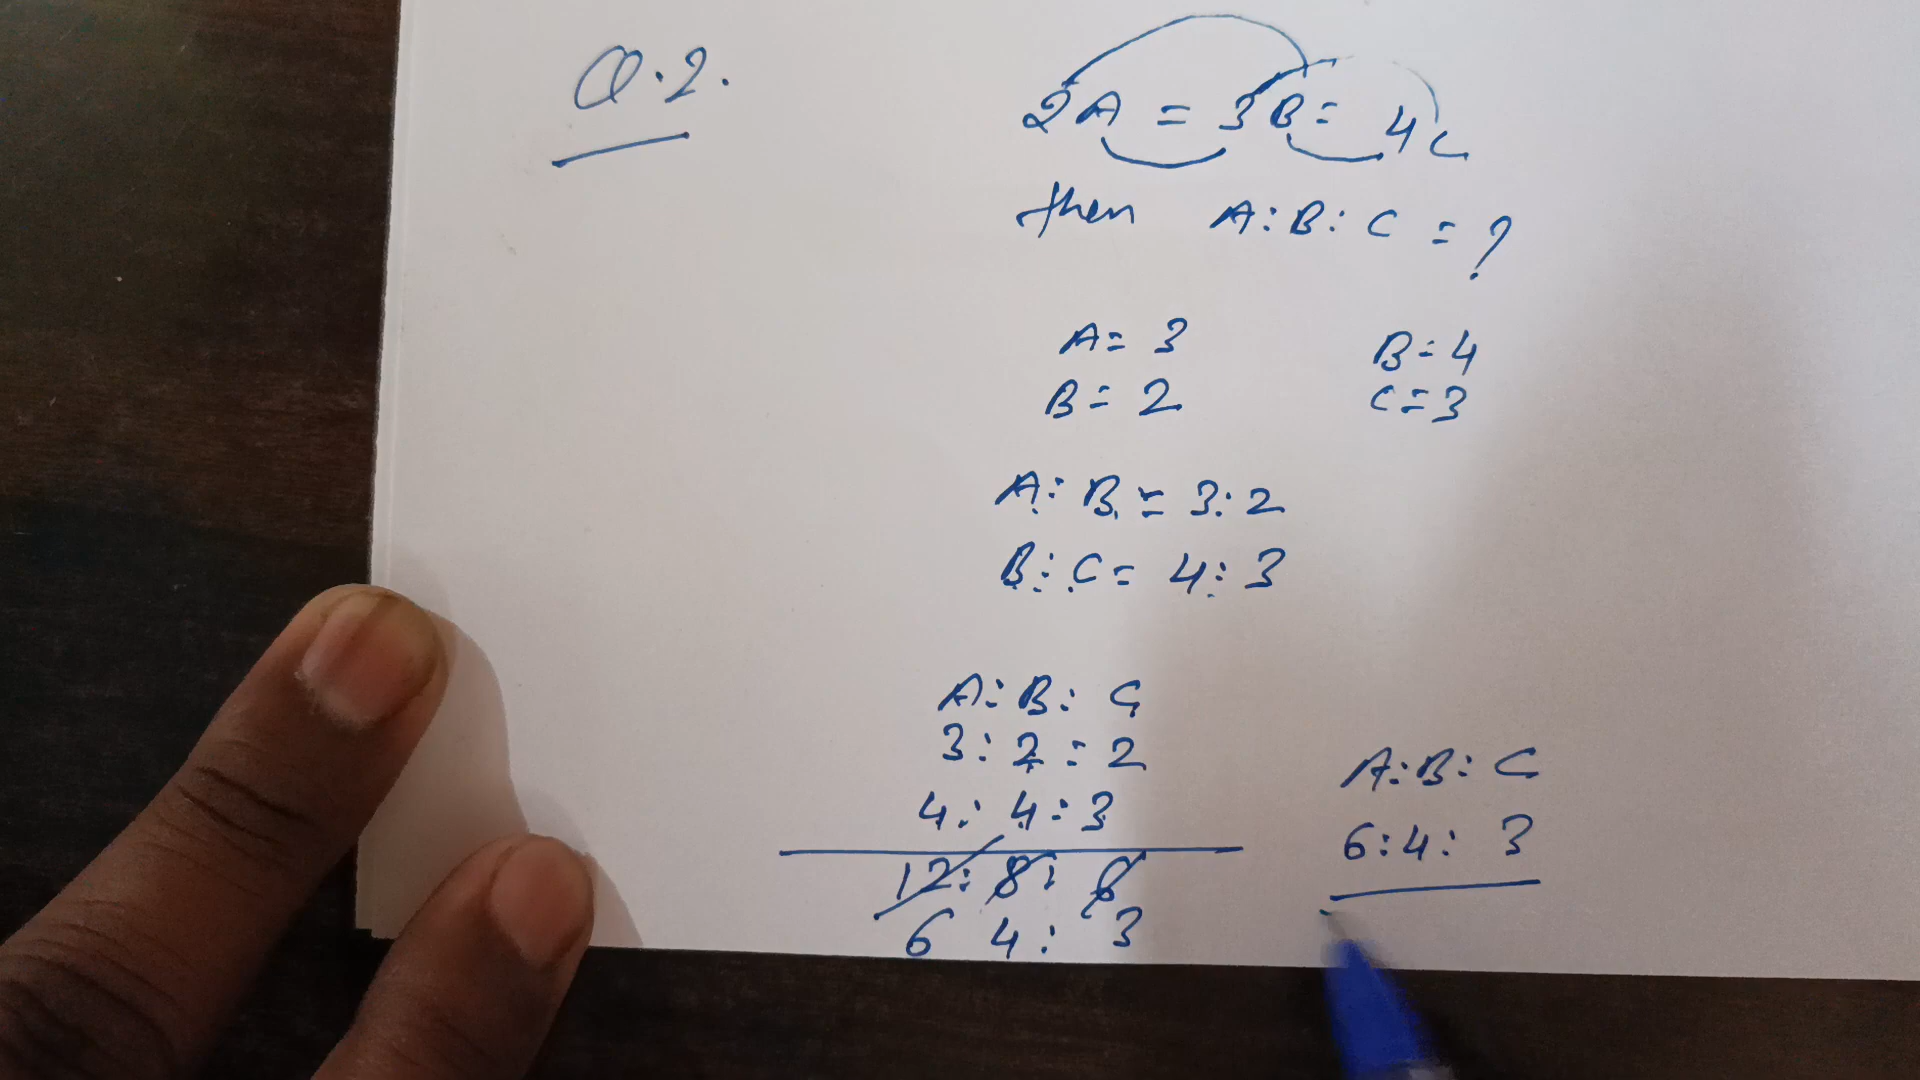 Q.2.
2A = 3B = 4C
then A:B:C = ?
A= 3
B= 2
B=4
C=3
A:B = 3:2
B:C= 4:3
A:B:C
3:2:2
4:4:3
12:8:6
6 4:3
A:B:C
6:4:3